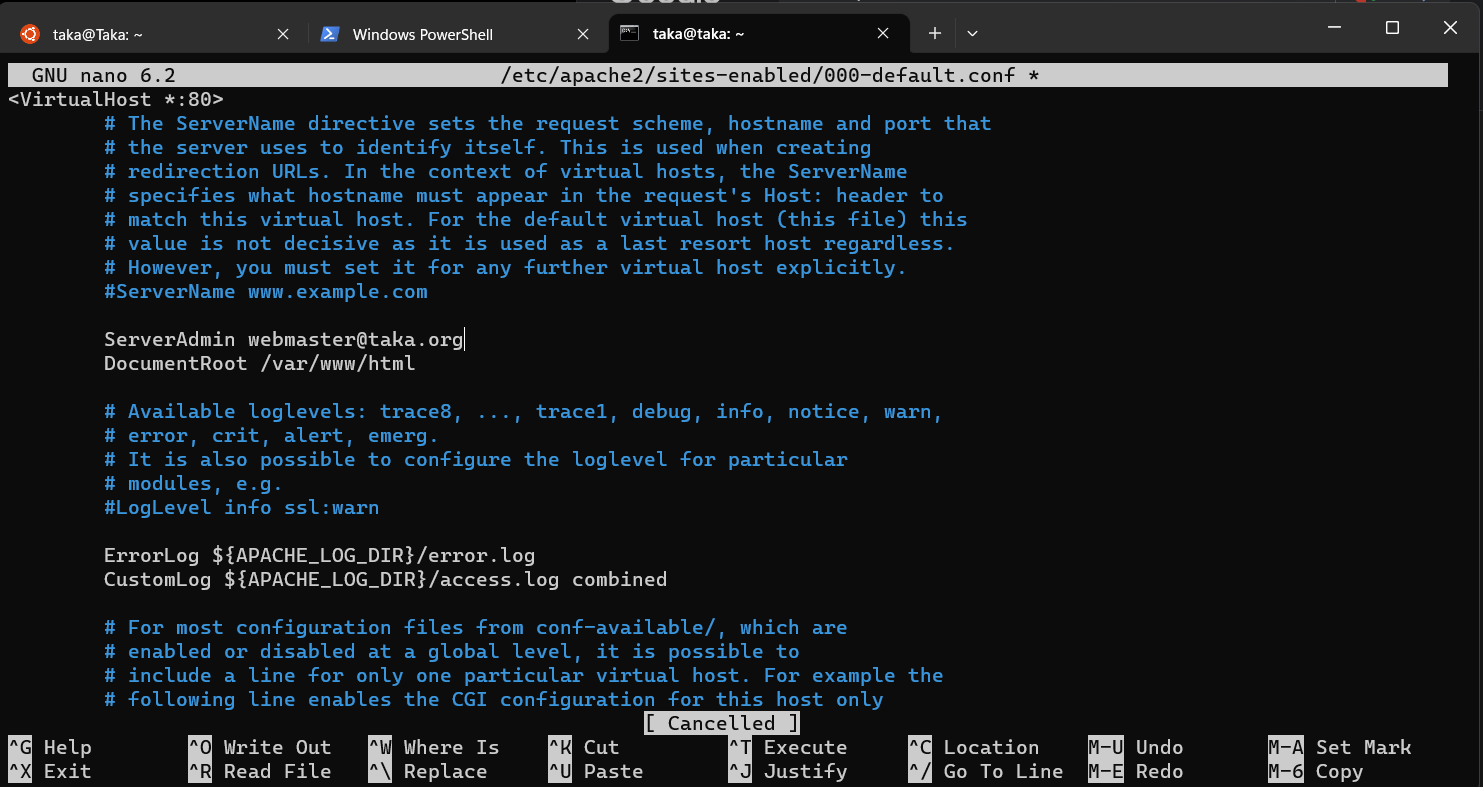 taka@Taka: ~
Windows PowerShell
taka@taka: ~
GNU nano 6.2 /etc/apache2/sites-enabled/000-default.conf *
<VirtualHost *:80>
# The ServerName directive sets the request scheme, hostname and port that
# the server uses to identify itself. This is used when creating
# redirection URLs. In the context of virtual hosts, the ServerName
# specifies what hostname must appear in the request's Host: header to
# match this virtual host. For the default virtual host (this file) this
# value is not decisive as it is used as a last resort host regardless.
# However, you must set it for any further virtual host explicitly.
#ServerName www.example.com
ServerAdmin webmaster@taka.org
DocumentRoot /var/www/html
# Available loglevels: trace8, ..., trace1, debug, info, notice, warn,
# error, crit, alert, emerg.
# It is also possible to configure the loglevel for particular
# modules, e.g.
#LogLevel info ssl:warn
ErrorLog ${APACHE_LOG_DIR}/error.log
CustomLog ${APACHE_LOG_DIR}/access.log combined
# For most configuration files from conf-available/, which are
# enabled or disabled at a global level, it is possible to
# include a line for only one particular virtual host. For example the
# following line enables the CGI configuration for this host only
[ Cancelled ]
^G Help ^O Write Out ^W Where Is ^K Cut ^T Execute ^C Location M-U Undo M-A Set Mark
^X Exit ^R Read File ^\ Replace ^U Paste ^J Justify ^/ Go To Line M-E Redo M-6 Copy